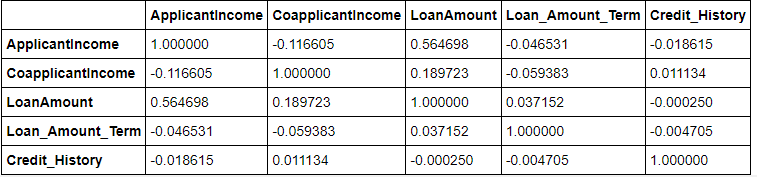 ApplicantIncome CoapplicantIncome LoanAmount Loan_Amount_Term Credit_History
ApplicantIncome 1.000000 -0.116605 0.564698 -0.046531 -0.018615
CoapplicantIncome -0.116605 1.000000 0.189723 -0.059383 0.011134
LoanAmount 0.564698 0.189723 1.000000 0.037152 -0.000250
Loan_Amount_Term -0.046531 -0.059383 0.037152 1.000000 -0.004705
Credit_History -0.018615 0.011134 -0.000250 -0.004705 1.000000